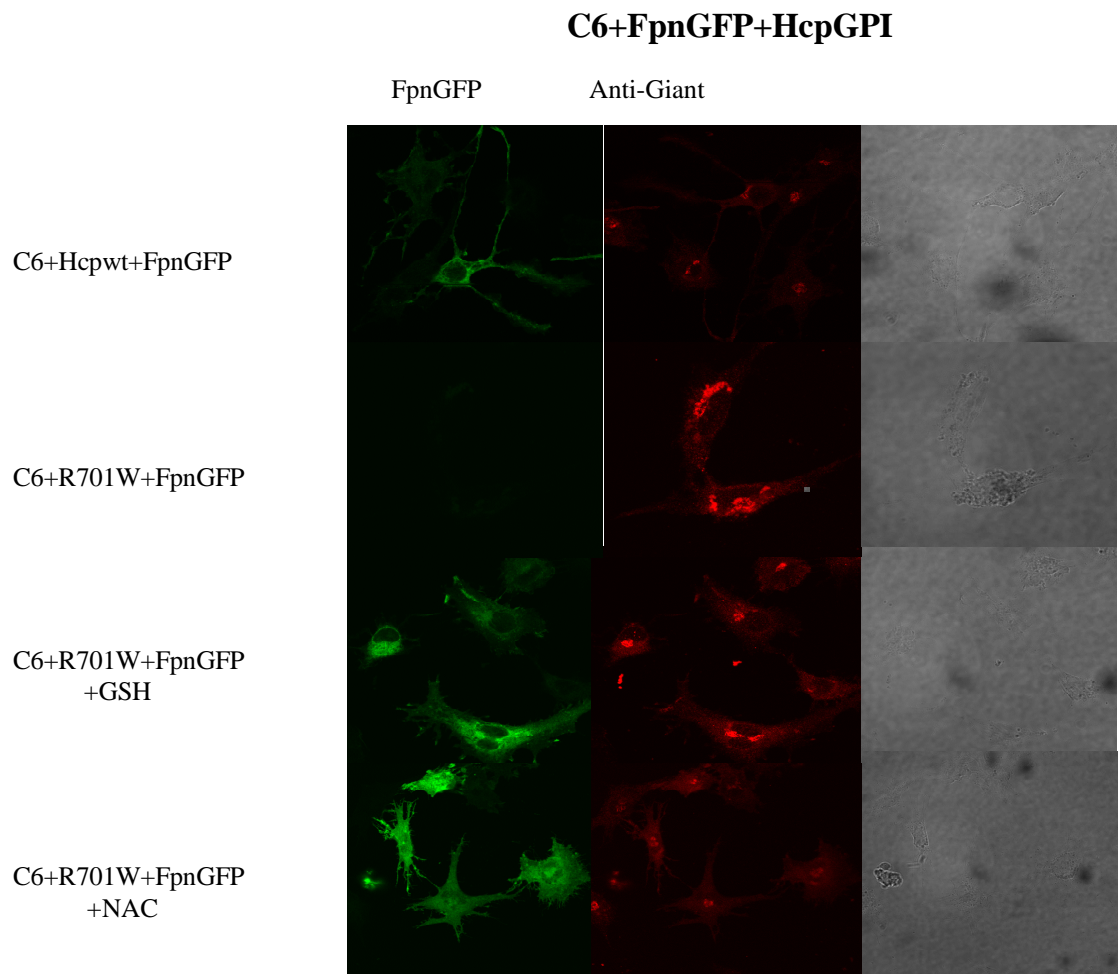 C6+FpnGFP+HcpGPI
FpnGFP
Anti-Giant
C6+Hcpwt+FpnGFP
C6+R701W+FpnGFP
C6+R701W+FpnGFP
+GSH
C6+R701W+FpnGFP
+NAC